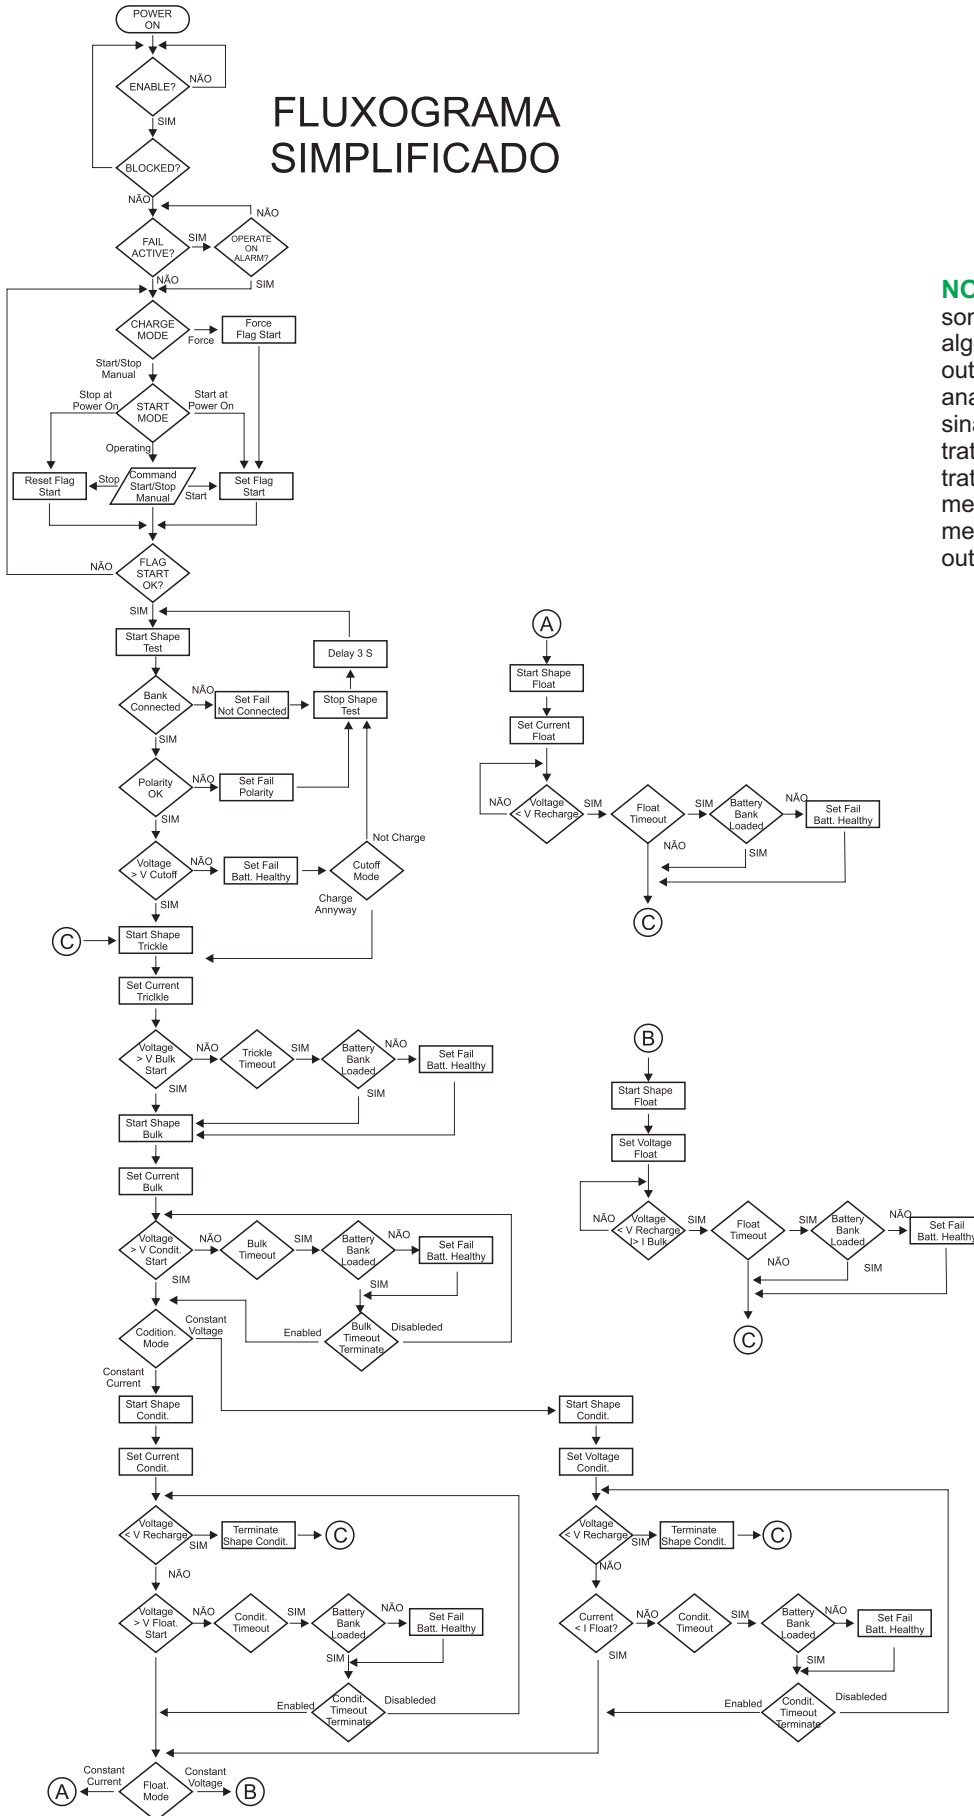 POWER
ON
ENABLE?
NÃO
SIM
FLUXOGRAMA
SIMPLIFICADO
BLOCKED?
NÃO
NÃO
FAIL
ACTIVE?
SIM
OPERATE
ON
ALARM?
NÃO
SIM
CHARGE
MODE
Force
Force
Flag Start
Start/Stop
Manual
Stop at
Power On
START
MODE
Start at
Power On
Operating
Reset Flag
Start
Stop
Command
Start/Stop
Manual
Start
Set Flag
Start
NÃO
FLAG
START
OK?
SIM
Start Shape
Test
Delay 3 S
Bank
Connected
NÃO
Set Fail
Not Connected
Stop Shape
Test
SIM
Polarity
OK
NÃO
Set Fail
Polarity
SIM
Not Charge
Voltage
> V Cutoff
NÃO
Set Fail
Batt. Healthy
Cutoff
Mode
SIM
Charge
Annyway
C
Start Shape
Trickle
Set Current
Triclkle
Voltage
> V Bulk
Start
NÃO
Trickle
Timeout
SIM
Battery
Bank
Loaded
NÃO
Set Fail
Batt. Healthy
SIM
SIM
Start Shape
Bulk
Set Current
Bulk
Voltage
> V Condit.
Start
NÃO
Bulk
Timeout
SIM
Battery
Bank
Loaded
NÃO
Set Fail
Batt. Healthy
SIM
SIM
Codition.
Mode
Constant
Voltage
Enabled
Bulk
Timeout
Terminate
Disableded
Constant
Current
Start Shape
Condit.
Set Current
Condit.
Voltage
< V Recharge
SIM
Terminate
Shape Condit.
C
NÃO
Voltage
> V Float.
Start
NÃO
Condit.
Timeout
SIM
Battery
Bank
Loaded
NÃO
Set Fail
Batt. Healthy
SIM
SIM
Enabled
Condit.
Timeout
Terminate
Disableded
A
Constant
Current
Float.
Mode
Constant
Voltage
B
A
Start Shape
Float
Set Current
Float
NÃO
Voltage
< V Recharge
SIM
Float
Timeout
SIM
Battery
Bank
Loaded
NÃO
Set Fail
Batt. Healthy
NÃO
SIM
C
B
Start Shape
Float
Set Voltage
Float
NÃO
Voltage
< V Recharge
I> I Bulk
SIM
Float
Timeout
SIM
Battery
Bank
Loaded
NÃO
Set Fail
Batt. Healthy
NÃO
SIM
C
Start Shape
Condit.
Set Voltage
Condit.
Voltage
< V Recharge
SIM
Terminate
Shape Condit.
C
NÃO
Current
< I Float?
NÃO
Condit.
Timeout
SIM
Battery
Bank
Loaded
NÃO
Set Fail
Batt. Healthy
SIM
SIM
Enabled
Condit.
Timeout
Terminate
Disableded